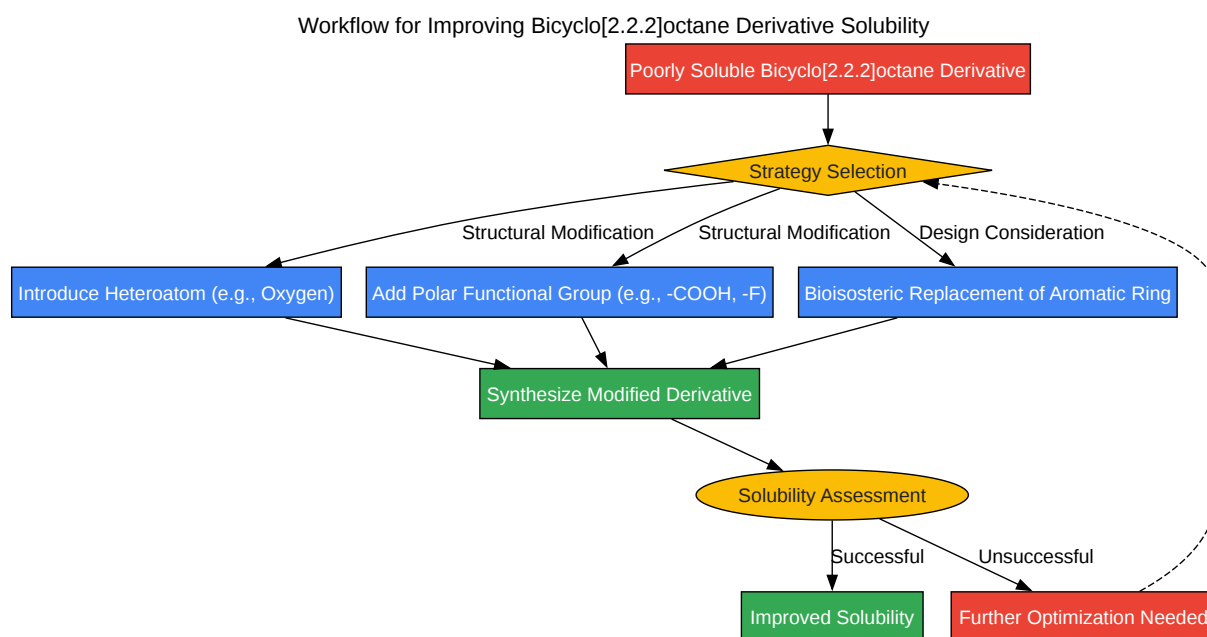 Workflow for Improving Bicyclo[2.2.2]octane Derivative Solubility
Poorly Soluble Bicyclo[2.2.2]octane Derivative
Strategy Selection
Structural Modification
Structural Modification
Design Consideration
Introduce Heteroatom (e.g., Oxygen)
Add Polar Functional Group (e.g., -COOH, -F)
Bioisosteric Replacement of Aromatic Ring
Synthesize Modified Derivative
Solubility Assessment
Successful
Unsuccessful
Improved Solubility
Further Optimization Needed